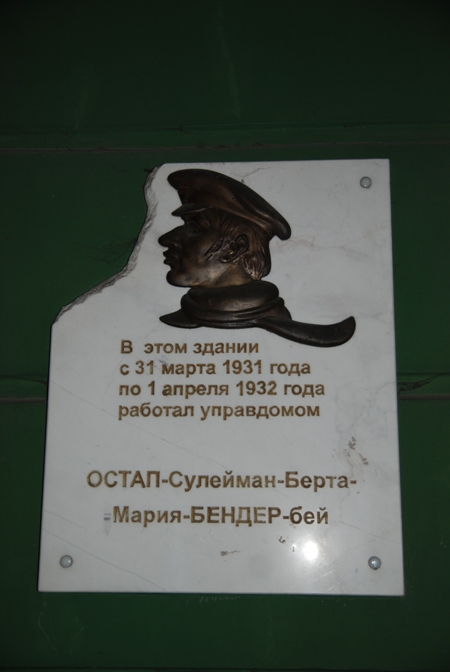 В этом здании
с 31 марта 1931 года
по 1 апреля 1932 года
работал управдомом
ОСТАП-Сулейман-Берта-
Мария-БЕНДЕР-бей